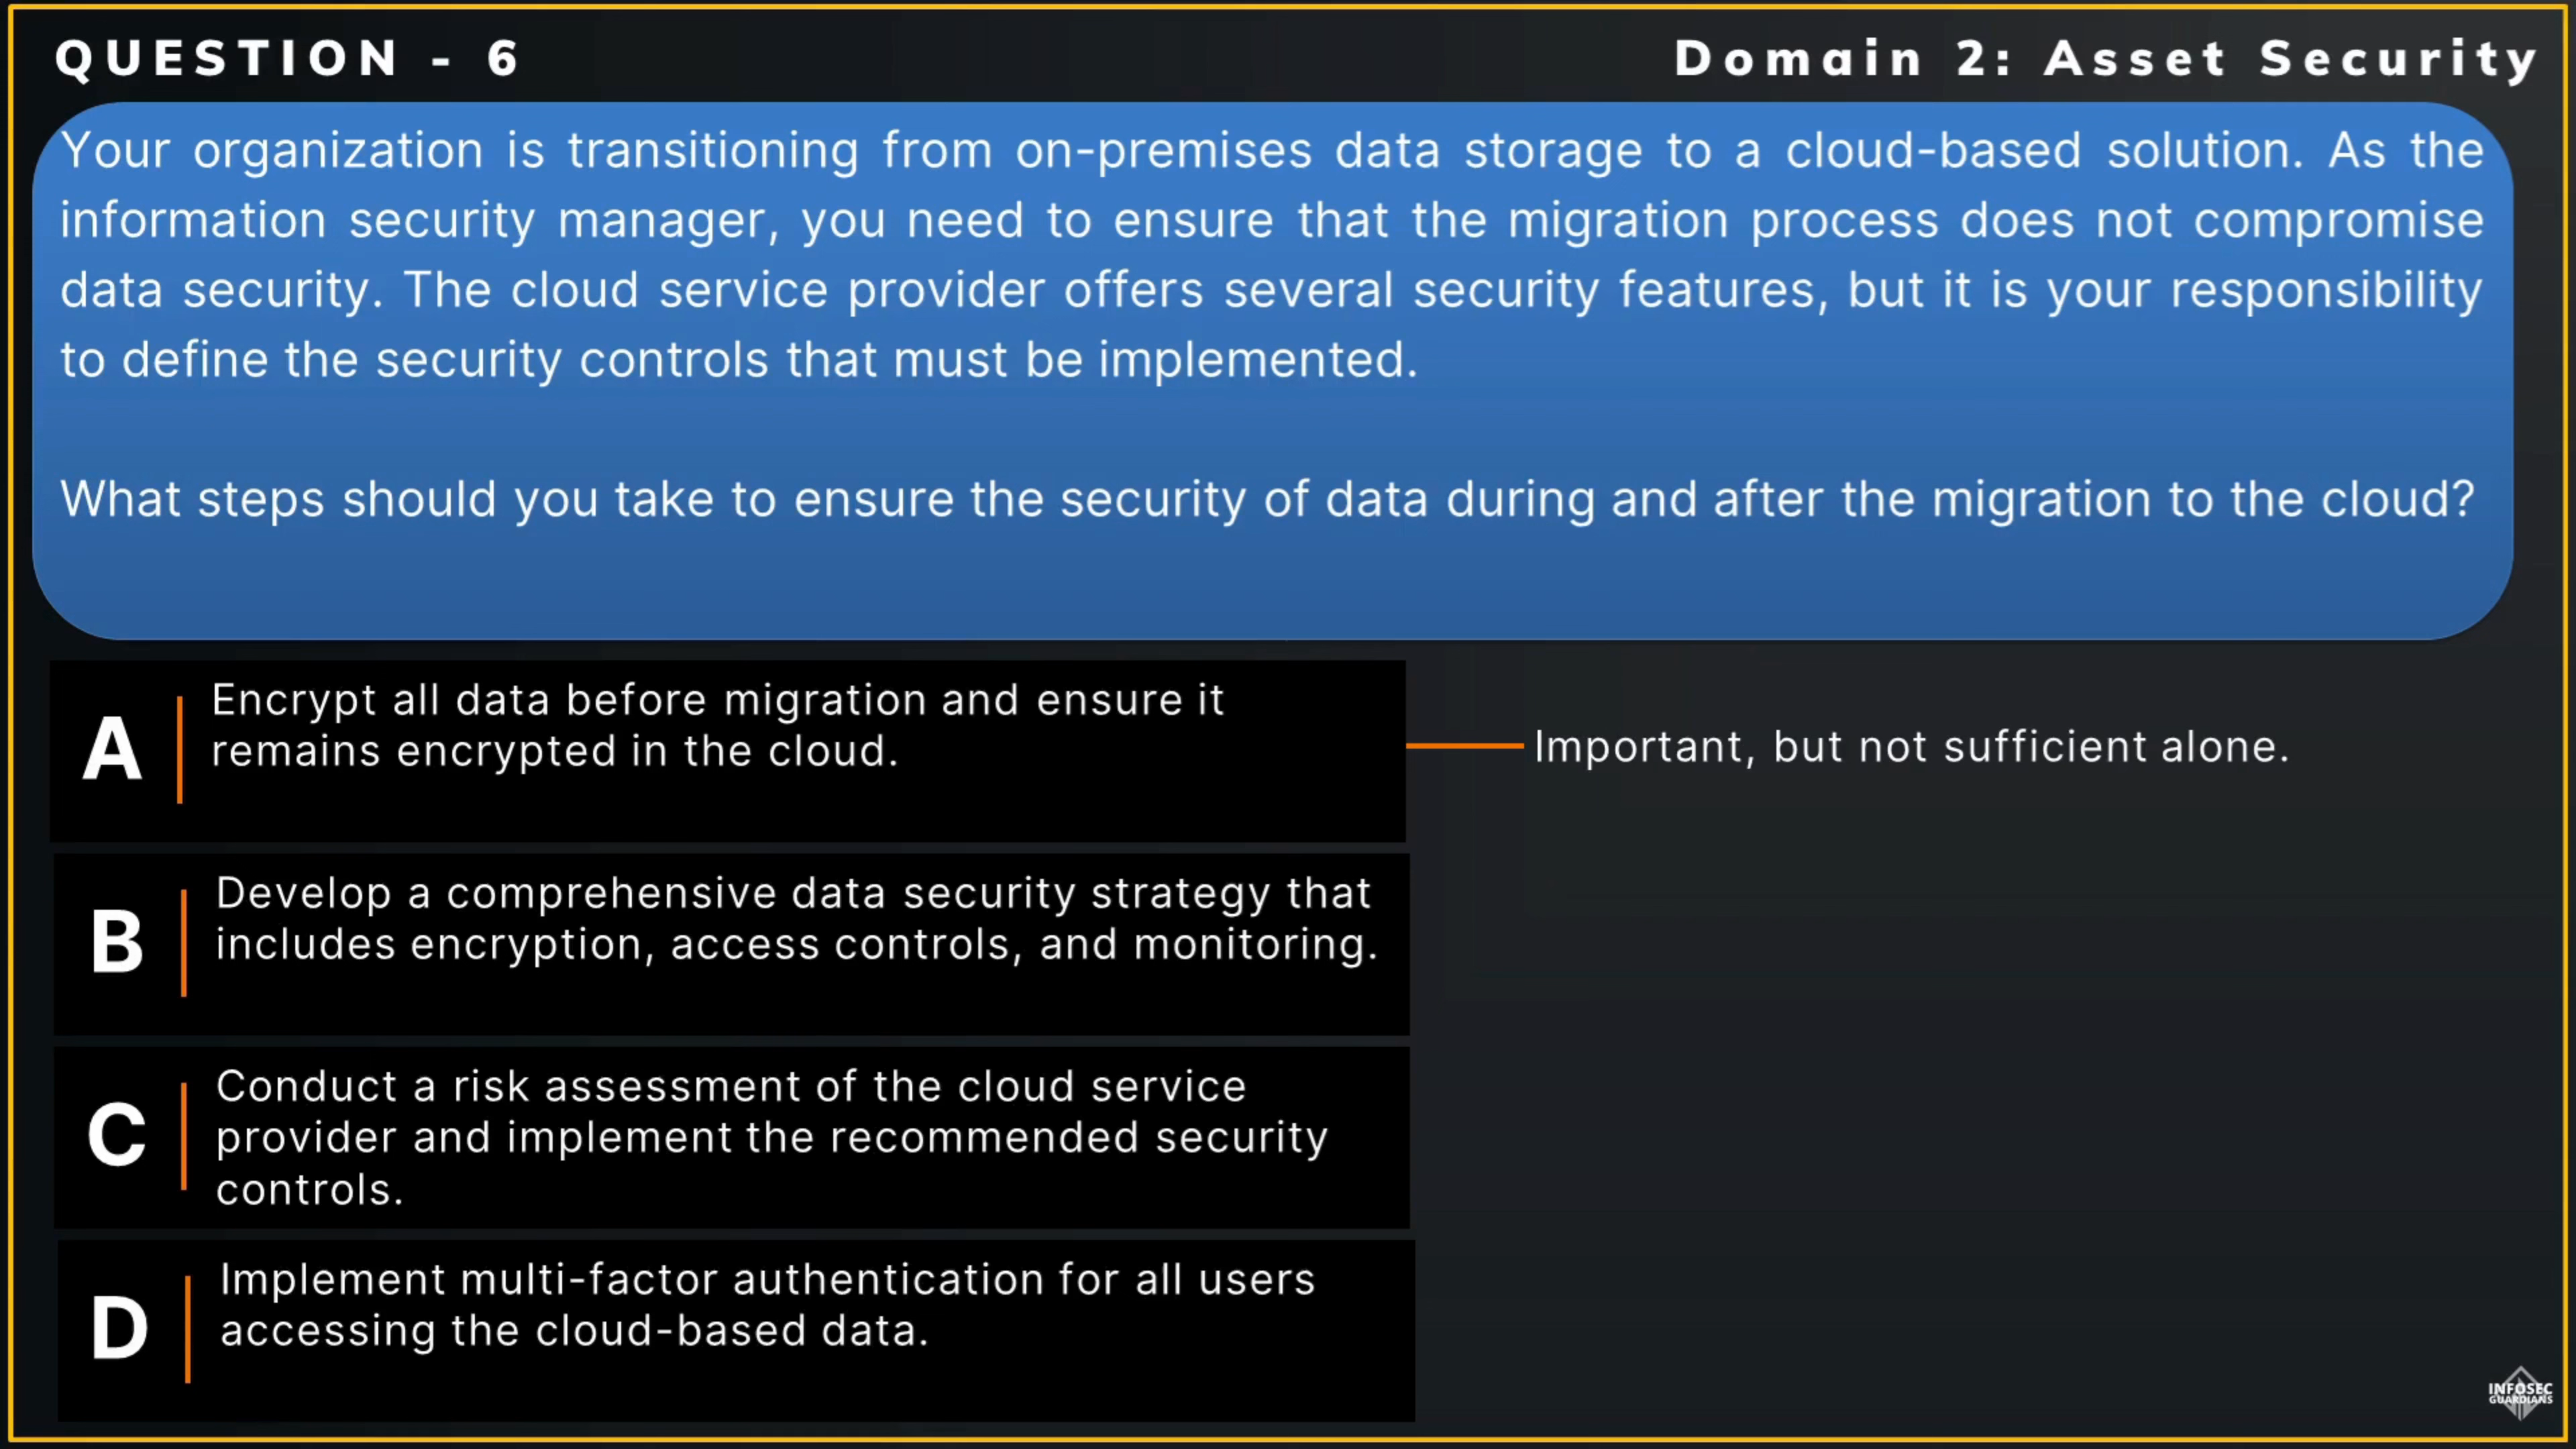 QUESTION - 6
Domain 2: Asset Security
Your organization is transitioning from on-premises data storage to a cloud-based solution. As the
information security manager, you need to ensure that the migration process does not compromise
data security. The cloud service provider offers several security features, but it is your responsibility
to define the security controls that must be implemented.
What steps should you take to ensure the security of data during and after the migration to the cloud?
A
Encrypt all data before migration and ensure it
remains encrypted in the cloud.
Important, but not sufficient alone.
B
Develop a comprehensive data security strategy that
includes encryption, access controls, and monitoring.
C
Conduct a risk assessment of the cloud service
provider and implement the recommended security
controls.
D
Implement multi-factor authentication for all users
accessing the cloud-based data.
INFOSEC
GUARDIANS